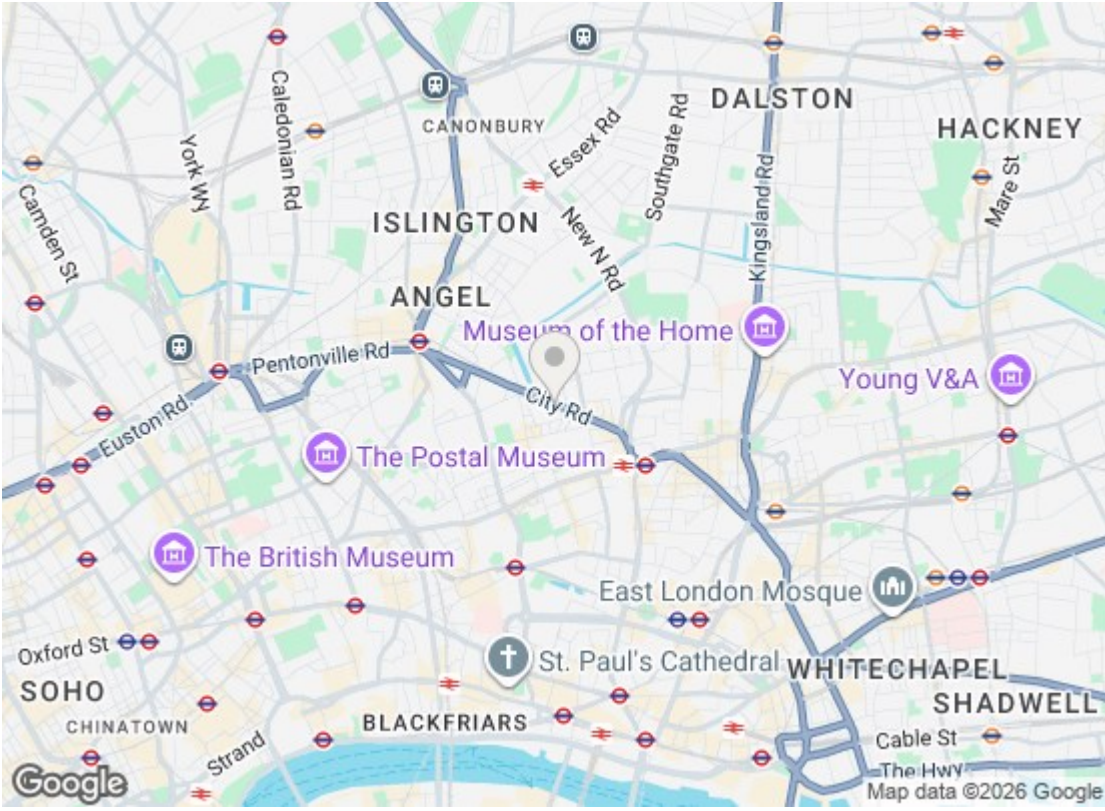 DALSTON
HACKNEY
CANONBURY
Caledonian Rd
Essex Rd
Southgate Rd
York Wy
Kingsland Rd
Mare St
Camden St
ISLINGTON
New N Rd
ANGEL
Museum of the Home
Pentonville Rd
Young V&A
City Rd
Euston Rd
The Postal Museum
The British Museum
East London Mosque
Oxford St
St. Paul's Cathedral
WHITECHAPEL
SOHO
SHADWELL
CHINATOWN
BLACKFRIARS
Strand
Cable St
The Hwy
Google
Map data ©2026 Google